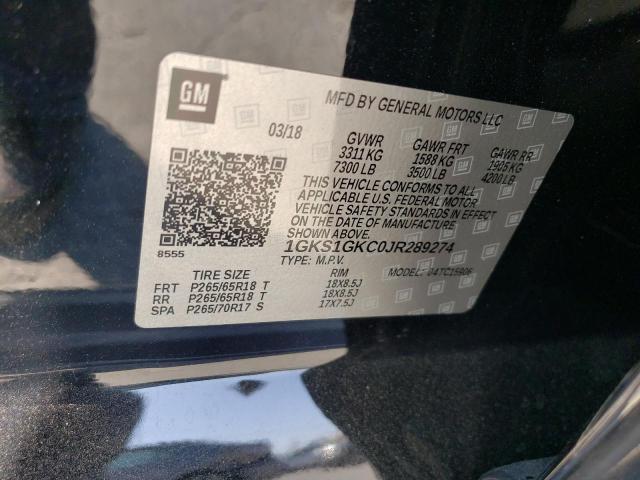 GM
MFD BY GENERAL MOTORS LLC
03/18
GVWR GAWR FRT GAWR RR
3311 KG 1588 KG 1905 KG
7300 LB 3500 LB 4200 LB
THIS VEHICLE CONFORMS TO ALL
APPLICABLE U.S. FEDERAL MOTOR
VEHICLE SAFETY STANDARDS IN EFFECT
ON THE DATE OF MANUFACTURE
SHOWN ABOVE.
1GKS1GKC0JR289274
8555
TYPE: M.P.V. MODEL:
TIRE SIZE RIM
FRT P265/65R18 T 18X8.5J
RR P265/65R18 T 18X8.5J
SPA P265/70R17 S 17X7.5J